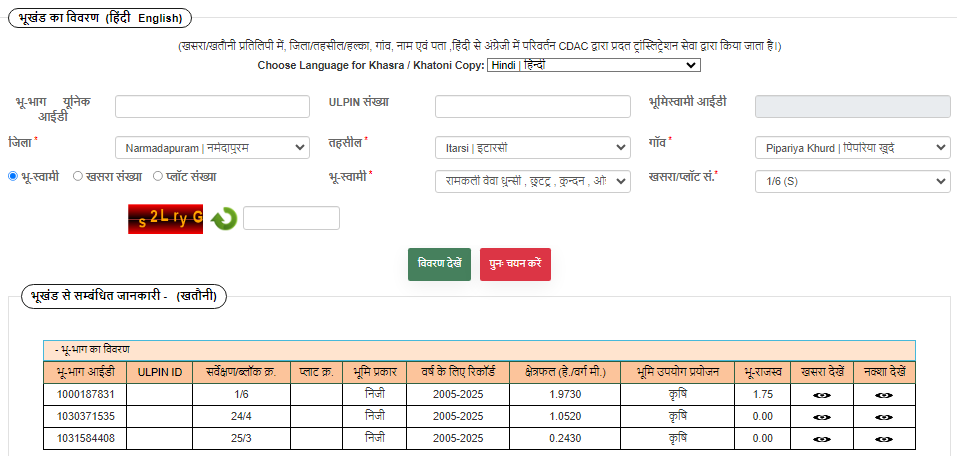 भूखंड का विवरण (हिंदी English)
(खसरा/खतौनी प्रतिलिपी में, जिला/तहसील/हल्का, गांव, नाम एवं पता ,हिंदी से अंग्रेजी में परिवर्तन CDAC द्वारा प्रदत ट्रांस्लिट्रेशन सेवा द्वारा किया जाता है।)
Choose Language for Khasra / Khatoni Copy: Hindi | हिन्दी
भू-भाग यूनिक आईडी ULPIN संख्या भूमिस्वामी आईडी
जिला * Narmadapuram | नर्मदापुरम तहसील * Itarsi | इटारसी गाँव * Pipariya Khurd | पिपरिया खुर्द
भू-स्वामी खसरा संख्या प्लॉट संख्या भू-स्वामी * रामकली वेवा धुन्सी , छुटटू , कुन्दन , खसरा/प्लॉट सं.* 1/6 (S)
s2LryG
विवरण देखें पुनः चयन करें
भूखंड से सम्बंधित जानकारी - (खतौनी)
- भू-भाग का विवरण
भू-भाग आईडी ULPIN ID सर्वेक्षण/ब्लॉक क्र. प्लाट क्र. भूमि प्रकार वर्ष के लिए रिकॉर्ड क्षेत्रफल (हे./वर्ग मी.) भूमि उपयोग प्रयोजन भू-राजस्व खसरा देखें नक्शा देखें
1000187831 1/6 निजी 2005-2025 1.9730 कृषि 1.75
1030371535 24/4 निजी 2005-2025 1.0520 कृषि 0.00
1031584408 25/3 निजी 2005-2025 0.2430 कृषि 0.00